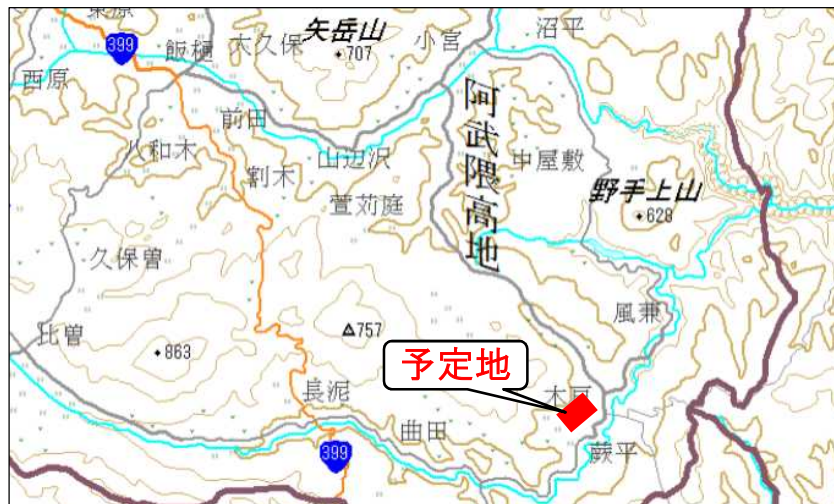 399
飯樋
大久保
矢岳山
707
小宮
沼平
西原
前田
八和木
割木
山辺沢
萱刈庭
阿武隈高地
中屋敷
野手上山
628
久保曽
比曽
863
757
風兼
予定地
木戸
長泥
曲田
蕨平
399